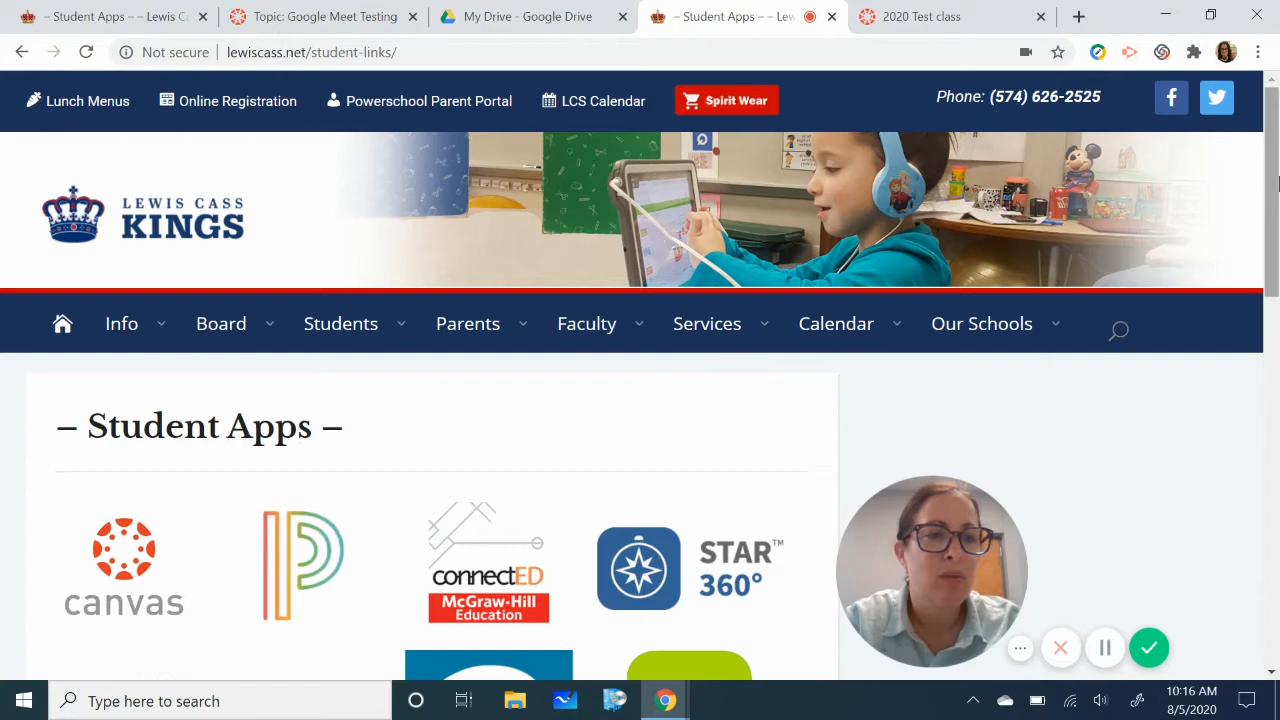 – Student Apps – – Lewis Ca
Topic: Google Meet Testing
My Drive - Google Drive
– Student Apps – – Lew
2020 Test class
Not secure
lewiscass.net/student-links/
Lunch Menus
Online Registration
Powerschool Parent Portal
LCS Calendar
Spirit Wear
Phone: (574) 626-2525
LEWIS CASS
KINGS
Info
Board
Students
Parents
Faculty
Services
Calendar
Our Schools
– Student Apps –
canvas
connectED
McGraw-Hill
Education
STAR™
360°
Type here to search
10:16 AM
8/5/2020